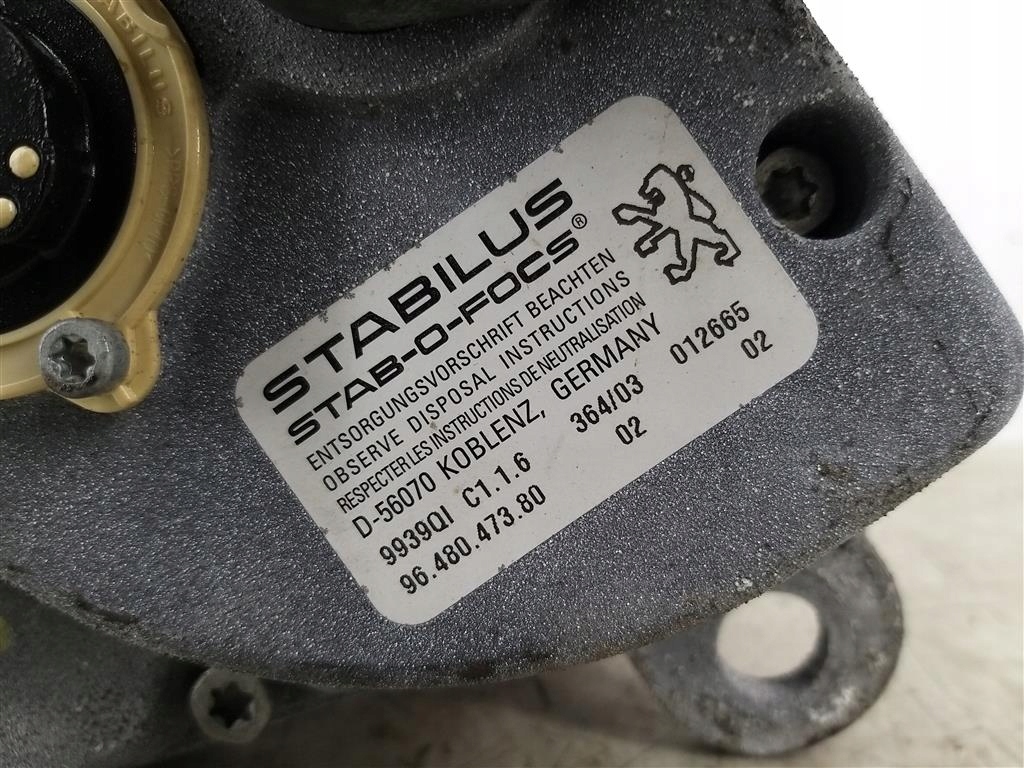 STABILUS
STABILUS
STAB-O-FOCS®
ENTSORGUNGSVORSCHRIFT BEACHTEN
OBSERVE DISPOSAL INSTRUCTIONS
RESPECTER LES INSTRUCTIONS DE NEUTRALISATION
D-56070 KOBLENZ, GERMANY
9939QI C1.1.6 364/03 012665
96.480.473.80 02 02